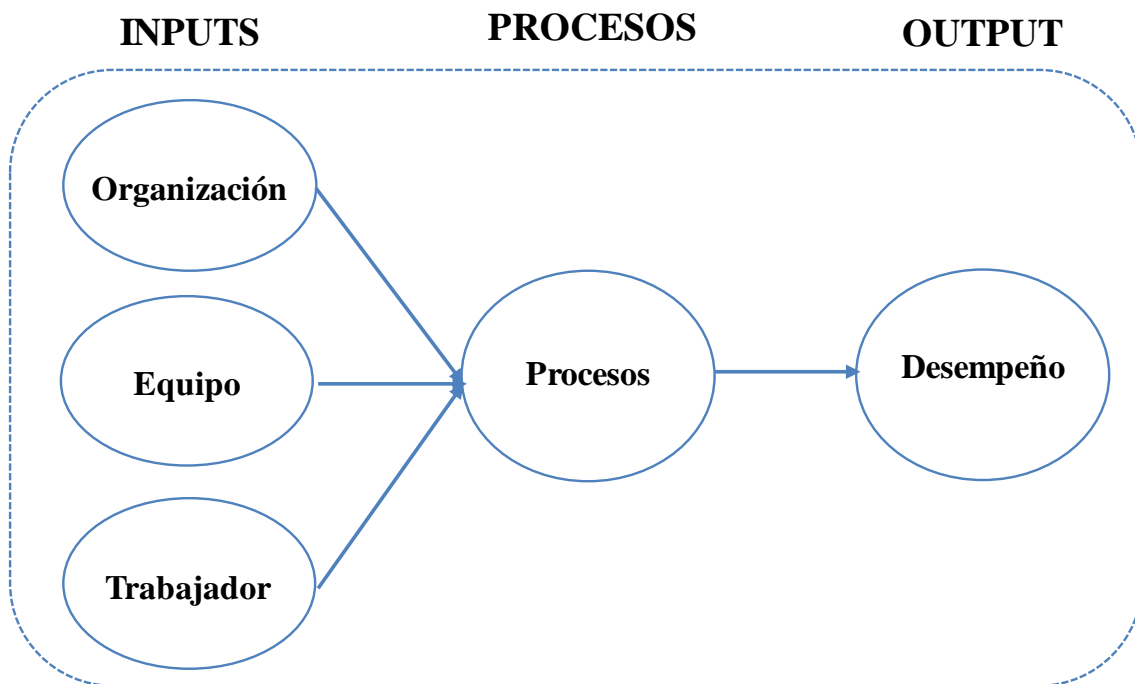 INPUTS
PROCESOS
OUTPUT
Organización
Equipo
Trabajador
Procesos
Desempeño